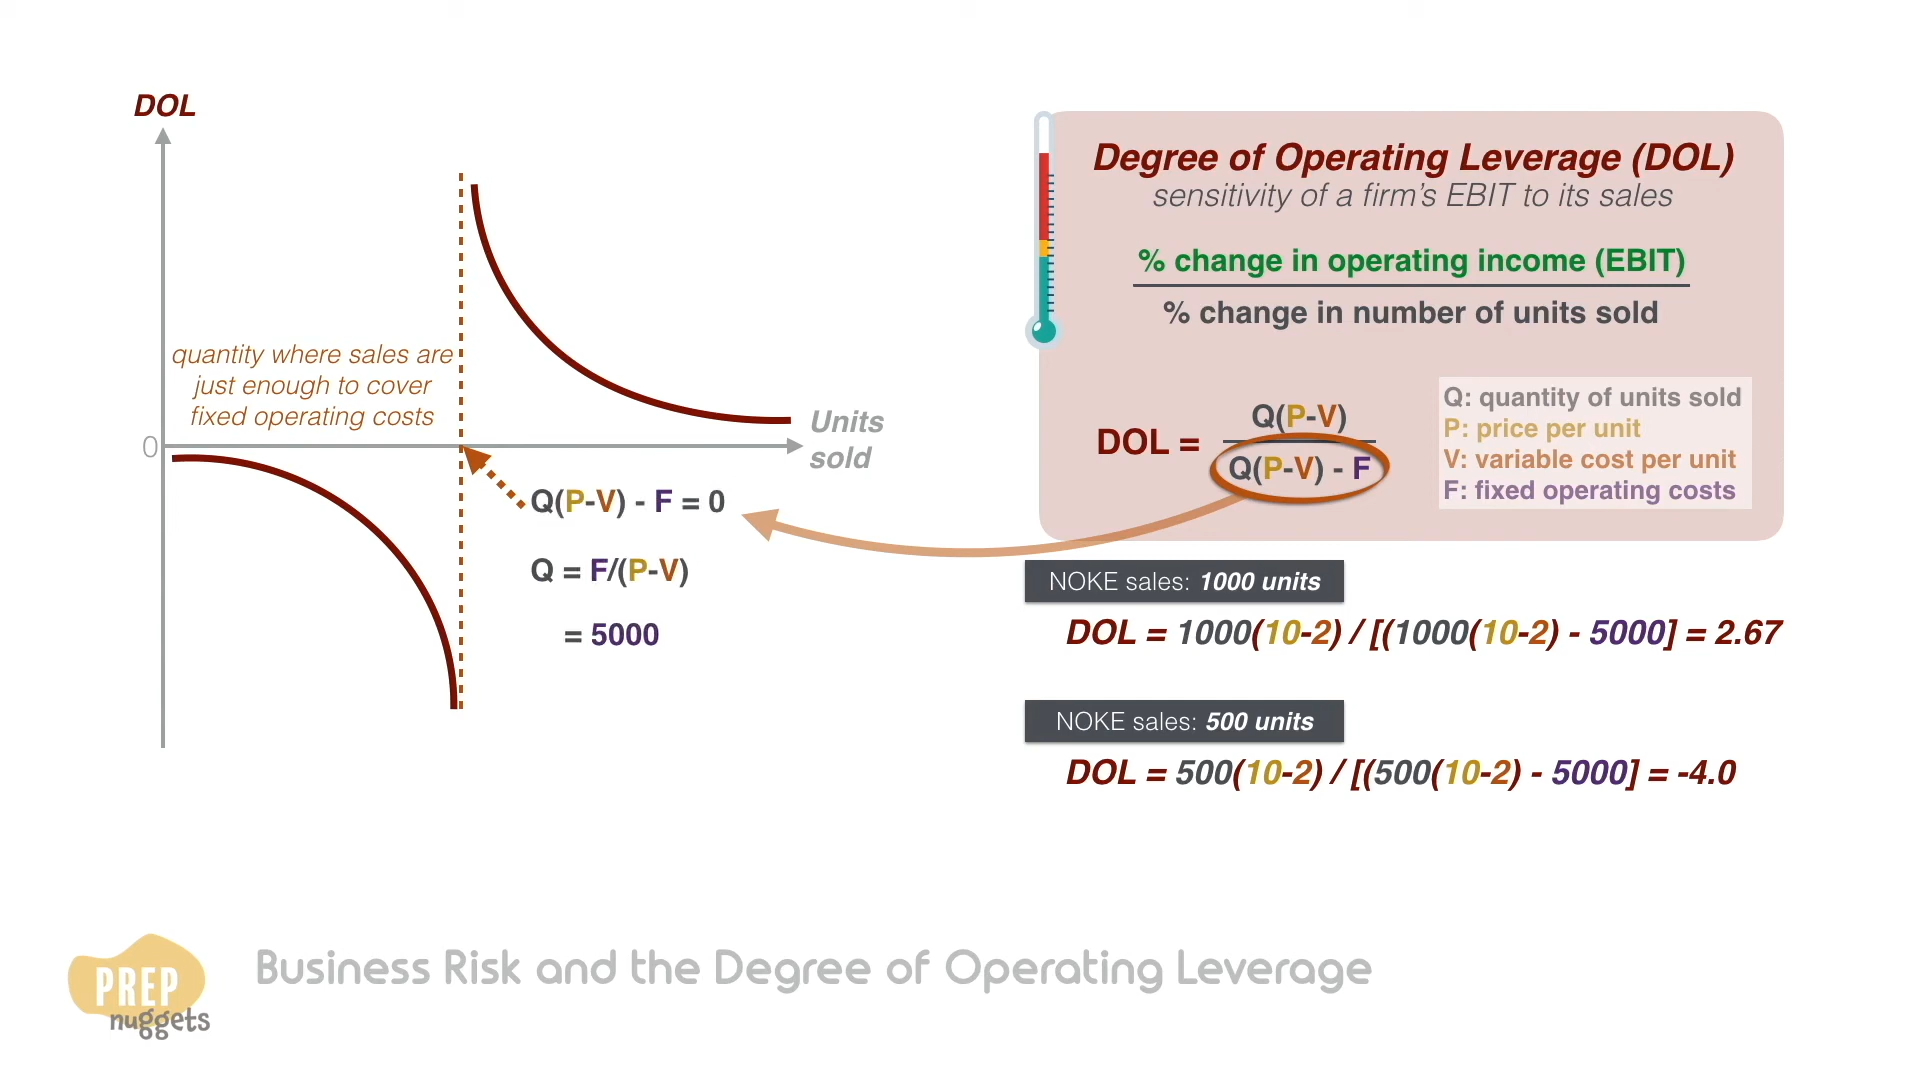 DOL
quantity where sales are
just enough to cover
fixed operating costs
0
Units
sold
Q(P-V) - F = 0
Q = F/(P-V)
= 5000
Degree of Operating Leverage (DOL)
sensitivity of a firm's EBIT to its sales
% change in operating income (EBIT)
% change in number of units sold
DOL =
Q(P-V)
Q(P-V) - F
Q: quantity of units sold
P: price per unit
V: variable cost per unit
F: fixed operating costs
NOKE sales: 1000 units
DOL = 1000(10-2) / [(1000(10-2) - 5000] = 2.67
NOKE sales: 500 units
DOL = 500(10-2) / [(500(10-2) - 5000] = -4.0
PREP
nuggets
Business Risk and the Degree of Operating Leverage